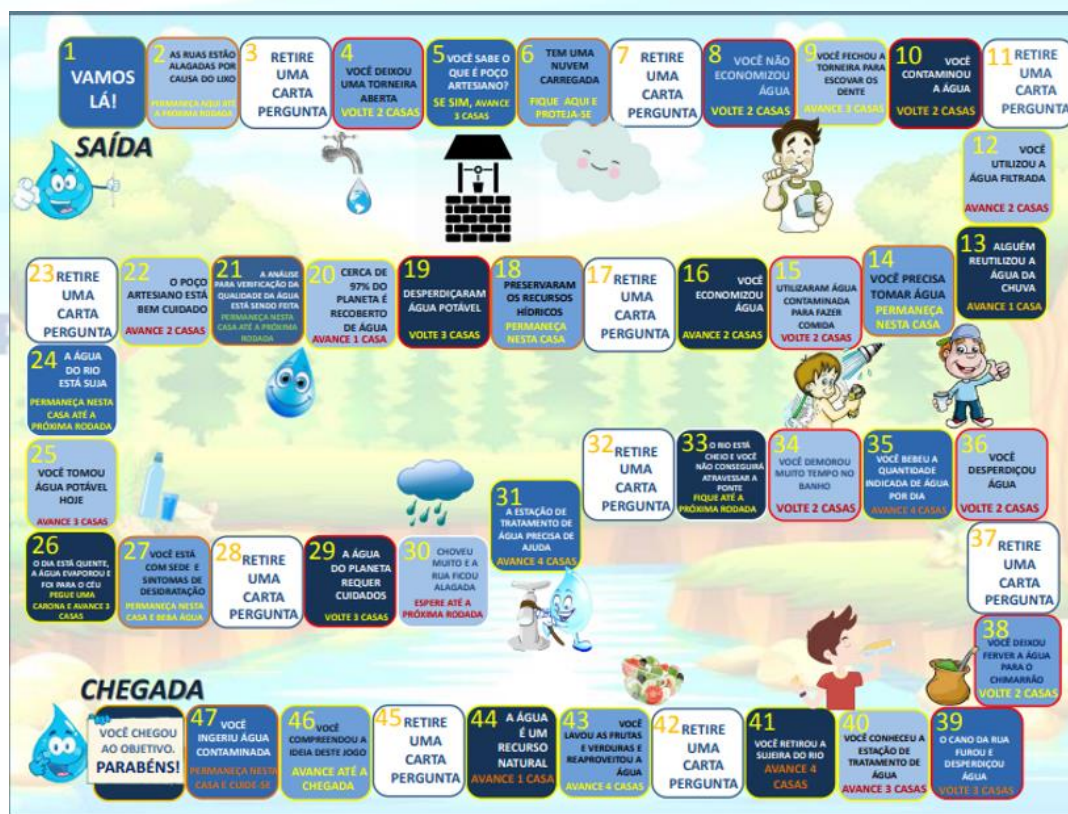 1
VAMOS
LÁ!
2
AS RUAS ESTÃO
ALAGADAS POR
CAUSA DO LIXO
PERMANEÇA AQUI ATÉ
A PRÓXIMA RODADA
3
RETIRE
UMA
CARTA
PERGUNTA
4
VOCÊ DEIXOU
UMA TORNEIRA
ABERTA
VOLTE 2 CASAS
5
VOCÊ SABE O
QUE É POÇO
ARTESIANO?
SE SIM, AVANCE
3 CASAS
6
TEM UMA
NUVEM
CARREGADA
FIQUE AQUI E
PROTEJA-SE
7
RETIRE
UMA
CARTA
PERGUNTA
8
VOCÊ NÃO
ECONOMIZOU
ÁGUA
VOLTE 2 CASAS
9
VOCÊ FECHOU A
TORNEIRA PARA
ESCOVAR OS
DENTE
AVANCE 3 CASAS
10
VOCÊ
CONTAMINOU
A ÁGUA
VOLTE 2 CASAS
11
RETIRE
UMA
CARTA
PERGUNTA
SAÍDA
12
VOCÊ
UTILIZOU A
ÁGUA FILTRADA
AVANCE 2 CASAS
13
ALGUÉM
REUTILIZOU A
ÁGUA DA
CHUVA
AVANCE 1 CASA
14
VOCÊ PRECISA
TOMAR ÁGUA
PERMANEÇA
NESTA CASA
15
UTILIZARAM ÁGUA
CONTAMINADA
PARA FAZER
COMIDA
VOLTE 2 CASAS
16
VOCÊ
ECONOMIZOU
ÁGUA
AVANCE 2 CASAS
17
RETIRE
UMA
CARTA
PERGUNTA
18
PRESERVARAM
OS RECURSOS
HÍDRICOS
PERMANEÇA
NESTA CASA
19
DESPERDIÇARAM
ÁGUA POTÁVEL
VOLTE 3 CASAS
20
CERCA DE
97% DO
PLANETA É
RECOBERTO
DE ÁGUA
AVANCE 1 CASA
21
A ANÁLISE
PARA VERIFICAÇÃO DA
QUALIDADE DA ÁGUA
ESTÁ SENDO FEITA
PERMANEÇA NESTA
CASA ATÉ A PRÓXIMA
RODADA
22
O POÇO
ARTESIANO ESTÁ
BEM CUIDADO
AVANCE 2 CASAS
23
RETIRE
UMA
CARTA
PERGUNTA
24
A ÁGUA
DO RIO
ESTÁ SUJA
PERMANEÇA NESTA
CASA ATÉ A
PRÓXIMA RODADA
25
VOCÊ TOMOU
ÁGUA POTÁVEL
HOJE
AVANCE 3 CASAS
26
O DIA ESTÁ QUENTE,
A ÁGUA EVAPOROU E
FOI PARA O CÉU
PEGUE UMA
CARONA E AVANCE 3
CASAS
27
VOCÊ ESTÁ
COM SEDE E
SINTOMAS DE
DESIDRATAÇÃO
PERMANEÇA NESTA
CASA E BEBA ÁGUA
28
RETIRE
UMA
CARTA
PERGUNTA
29
A ÁGUA
DO PLANETA
REQUER
CUIDADOS
VOLTE 3 CASAS
30
CHOVEU
MUITO E A
RUA FICOU
ALAGADA
ESPERE ATÉ A
PRÓXIMA RODADA
31
A ESTAÇÃO DE
TRATAMENTO DE
ÁGUA PRECISA DE
AJUDA
AVANCE 4 CASAS
32
RETIRE
UMA
CARTA
PERGUNTA
33
O RIO ESTÁ
CHEIO E VOCÊ
NÃO CONSEGUIRÁ
ATRAVESSAR A
PONTE
FIQUE ATÉ A
PRÓXIMA RODADA
34
VOCÊ DEMOROU
MUITO TEMPO NO
BANHO
VOLTE 2 CASAS
35
VOCÊ BEBEU A
QUANTIDADE
INDICADA DE ÁGUA
POR DIA
AVANCE 4 CASAS
36
VOCÊ
DESPERDIÇOU
ÁGUA
VOLTE 2 CASAS
37
RETIRE
UMA
CARTA
PERGUNTA
38
VOCÊ DEIXOU
FERVER A ÁGUA
PARA O
CHIMARRÃO
VOLTE 2 CASAS
39
O CANO DA RUA
FUROU E
DESPERDIÇOU
ÁGUA
VOLTE 3 CASAS
40
VOCÊ CONHECEU A
ESTAÇÃO DE
TRATAMENTO DE
ÁGUA
AVANCE 3 CASAS
41
VOCÊ RETIROU A
SUJEIRA DO RIO
AVANCE 4
CASAS
42
RETIRE
UMA
CARTA
PERGUNTA
43
VOCÊ
LAVOU AS FRUTAS
E VERDURAS E
REAPROVEITOU A
ÁGUA
AVANCE 4 CASAS
44
A ÁGUA
É UM
RECURSO
NATURAL
AVANCE 1 CASA
45
RETIRE
UMA
CARTA
PERGUNTA
46
VOCÊ
COMPREENDOU A
IDEIA DESTE JOGO
AVANCE ATÉ A
CHEGADA
47
VOCÊ
INGERIU ÁGUA
CONTAMINADA
PERMANEÇA NESTA
CASA E CUIDE-SE
CHEGADA
VOCÊ CHEGOU
AO OBJETIVO.
PARABÉNS!